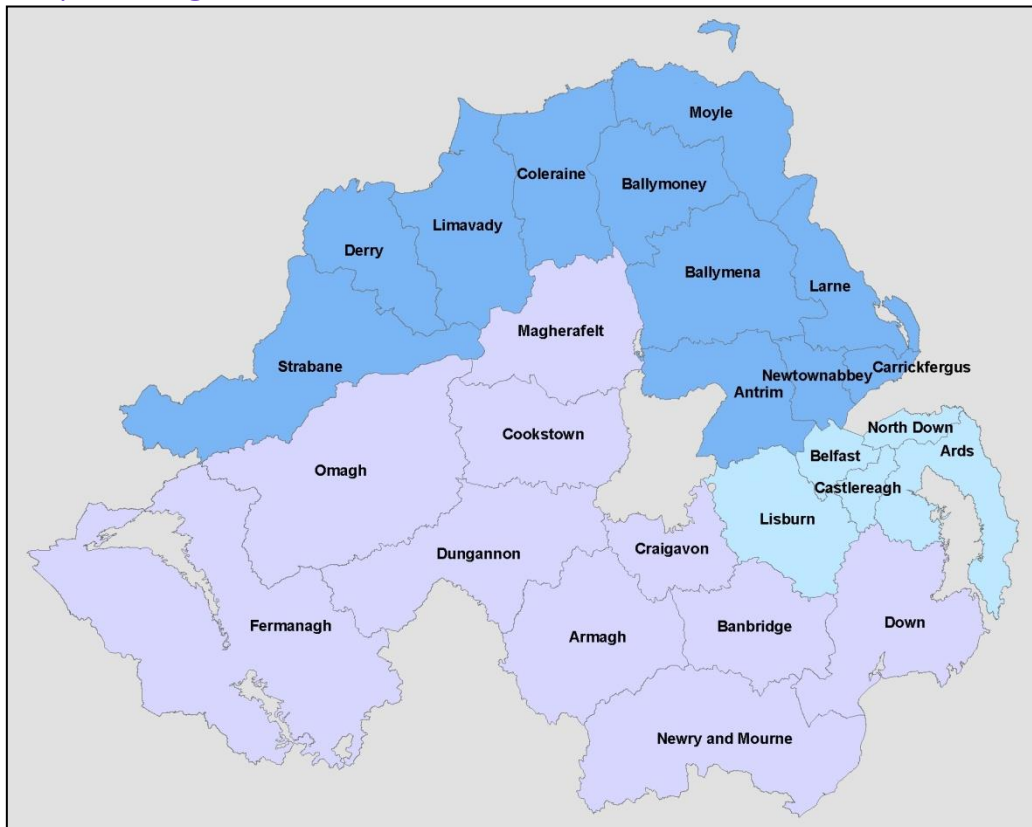 Moyle
Coleraine
Ballymoney
Limavady
Derry
Ballymena
Larne
Magherafelt
Strabane
Carrickfergus
Newtownabbey
Antrim
North Down
Cookstown
Belfast
Ards
Omagh
Castlereagh
Lisburn
Dungannon
Craigavon
Fermanagh
Armagh
Banbridge
Down
Newry and Mourne